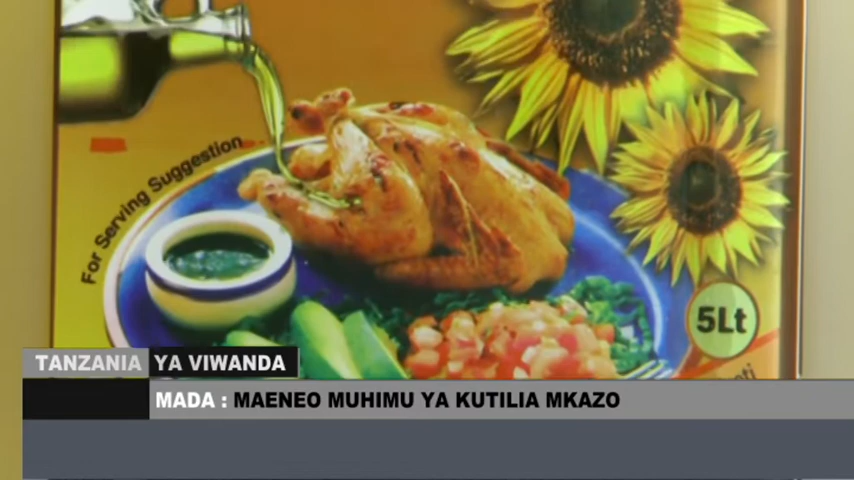 For Serving Suggestion
5Lt
TANZANIA YA VIWANDA
MADA : MAENEO MUHIMU YA KUTILIA MKAZO